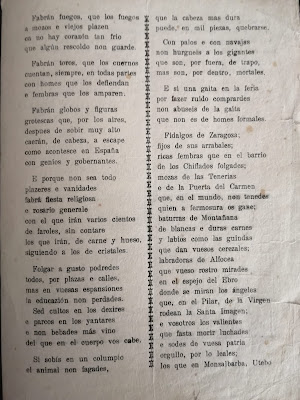 Fabrán fuegos, que los fuegos
a mozos e viejos placen
en no hay corazón tan frio
que algún rescoldo non guarde.
Fabrán toros, que los cuernos
cuentan, siempre, en todas partes
con homes que los defiendan
e fembras que los amparen.
Fabrán globos y figuras
grotescas que, por los aires,
despues de sobir muy alto
caerán, de cabeza, a escape
como acontesce en España
con genios y gobernantes.
E porque non sea todo
plazeres e vanidades
fabrá fiesta religiosa
e rosario generale
con el que irán varios cientos
de faroles, sin contare
los que irán, de carne y hueso,
siguiendo a los de cristales.
Folgar a gusto podredes
todos, por plazas e calles,
mas en vuesas espansiones
la educazión non perdades.
Sed cultos en los dezires
e parcos en los yantares
e non bebades más vino
del que en el cuerpo vos cabe.
Si sobis en un columpio
el animal non fagades,
que la cabeza mas dura
puede, en mil piezas, quebrarse.
Con palos e con navajes
non hurgueis a los gigantes
que son, por fuera, de trapo,
mas son, por dentro, mortales.
E si una gaita en la feria
por fazer ruido comprardes
non abuseis de la gaita
que non es de homes formales.
Fidalgos de Zaragoza;
fijos de sus arrabales;
ricas fembras que en el barrio
de los Chiflados folgades;
mozas de las Tenerias
e de la Puerta del Carmen
que, en el mundo, non tenedes
quien a fermosura os gane;
baturras de Montañana
de blancas e duras carnes
y labios como las guindas
que dan vuesos cerezales;
labradoras de Alfocea
que vueso rostro mirades
en el espejo del Ebro
donde se miran los ángeles
que, en el Pilar, de la Virgen
rodean la Santa Imagen;
e vosotros los valientes
que fasta morir luchades
e sodes de vuesa patria
orgullo, por lo leales;
los que en Monzalbarba, Utebo